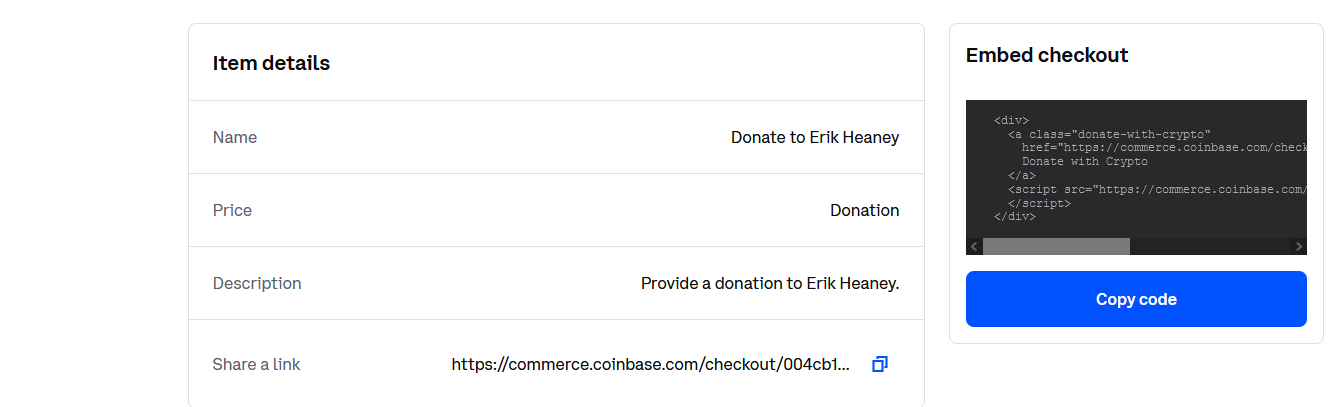 Item details
Name
Donate to Erik Heaney
Price
Donation
Description
Provide a donation to Erik Heaney.
Share a link
https://commerce.coinbase.com/checkout/004cb1...
Embed checkout
<div>
<a class="donate-with-crypto"
href="https://commerce.coinbase.com/check
Donate with Crypto
</a>
<script src="https://commerce.coinbase.com/
</script>
</div>
Copy code